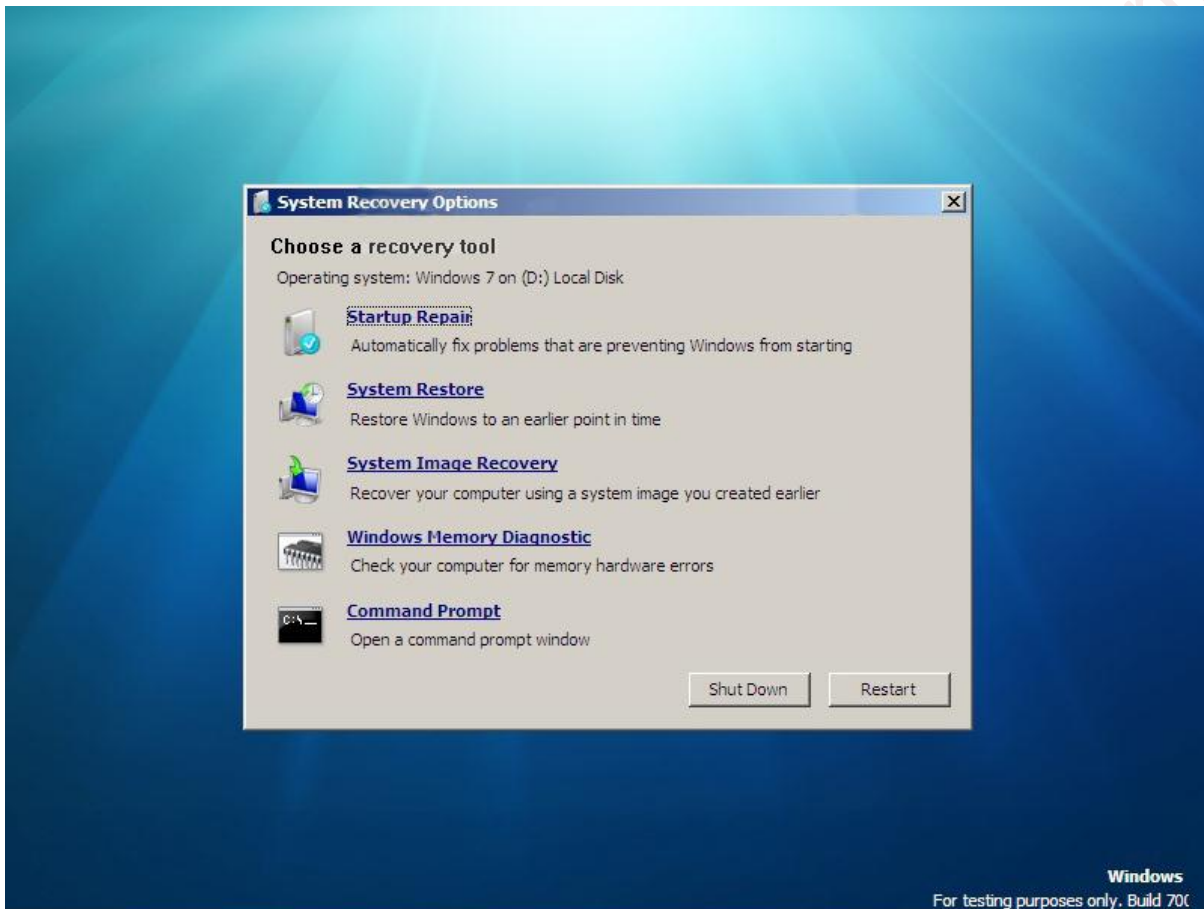 System Recovery Options
Choose a recovery tool
Operating system: Windows 7 on (D:) Local Disk
Startup Repair
Automatically fix problems that are preventing Windows from starting
System Restore
Restore Windows to an earlier point in time
System Image Recovery
Recover your computer using a system image you created earlier
Windows Memory Diagnostic
Check your computer for memory hardware errors
C:\_
Command Prompt
Open a command prompt window
Shut Down
Restart
Windows
For testing purposes only. Build